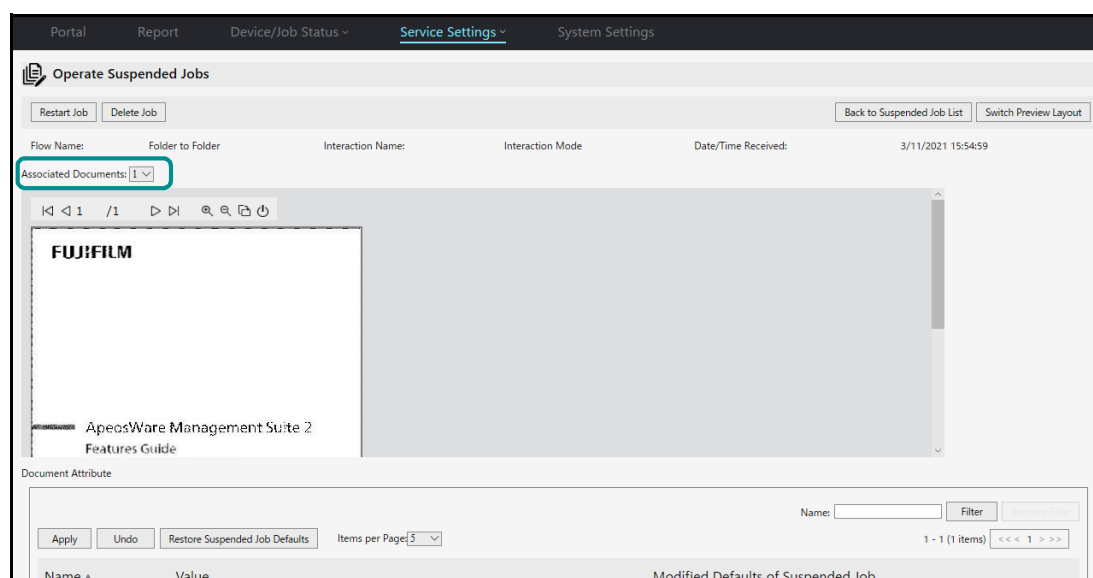 Portal Report Device/Job Status Service Settings System Settings
Operate Suspended Jobs
Restart Job Delete Job Back to Suspended Job List Switch Preview Layout
Flow Name: Folder to Folder Interaction Name: Interaction Mode Date/Time Received: 3/11/2021 15:54:59
Associated Documents: 1
1 /1
FUJIFILM
ApeosWare Management Suite 2
Features Guide
Document Attribute
Name: Filter Remove Filter
Apply Undo Restore Suspended Job Defaults Items per Page: 5 1 - 1 (1 items) << < 1 > >>
Name Value Modified Defaults of Suspended Job